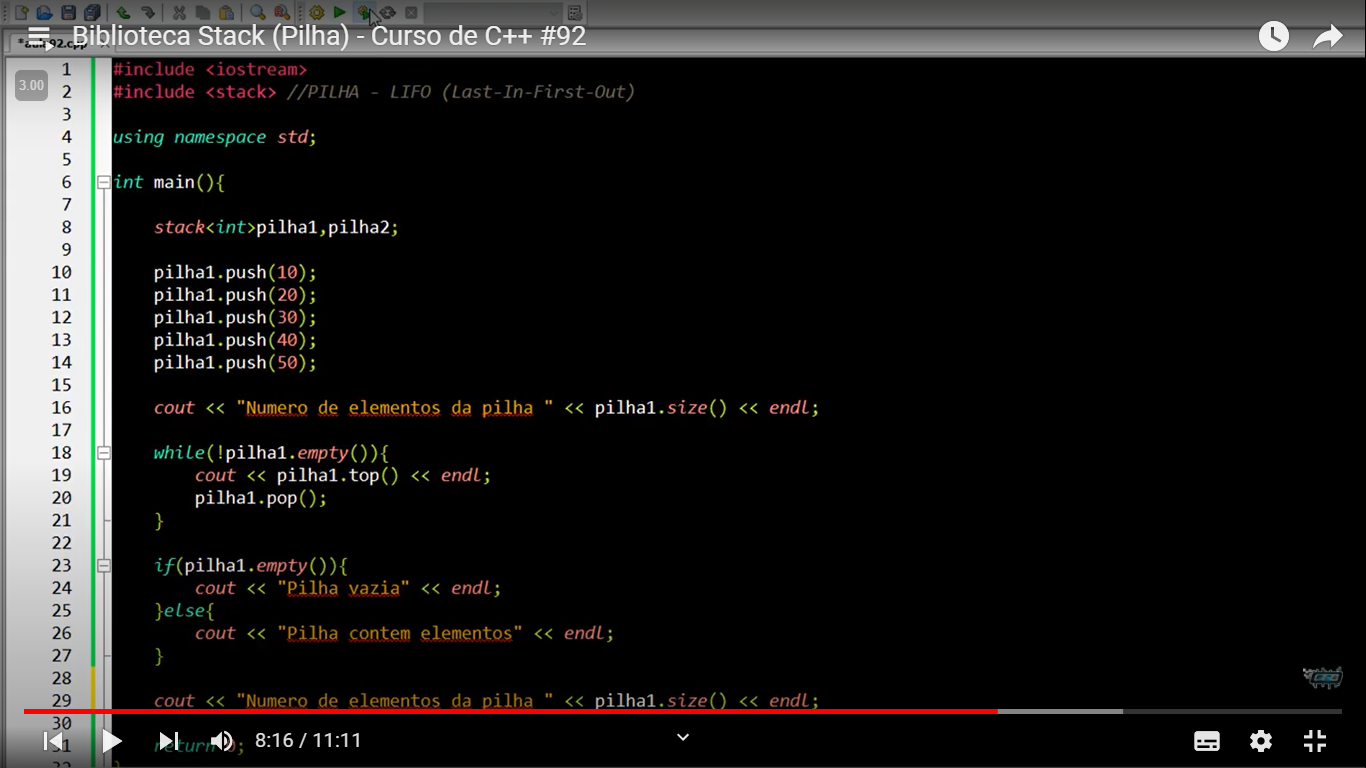 Biblioteca Stack (Pilha) - Curso de C++ #92
3.00
1 #include <iostream>
2 #include <stack> //PILHA - LIFO (Last-In-First-Out)
3
4 using namespace std;
5
6 int main(){
7
8 stack<int>pilha1,pilha2;
9
10 pilha1.push(10);
11 pilha1.push(20);
12 pilha1.push(30);
13 pilha1.push(40);
14 pilha1.push(50);
15
16 cout << "Numero de elementos da pilha " << pilha1.size() << endl;
17
18 while(!pilha1.empty()){
19 cout << pilha1.top() << endl;
20 pilha1.pop();
21 }
22
23 if(pilha1.empty()){
24 cout << "Pilha vazia" << endl;
25 }else{
26 cout << "Pilha contem elementos" << endl;
27 }
28
29 cout << "Numero de elementos da pilha " << pilha1.size() << endl;
30
31 return 0;
32 }
8:16 / 11:11